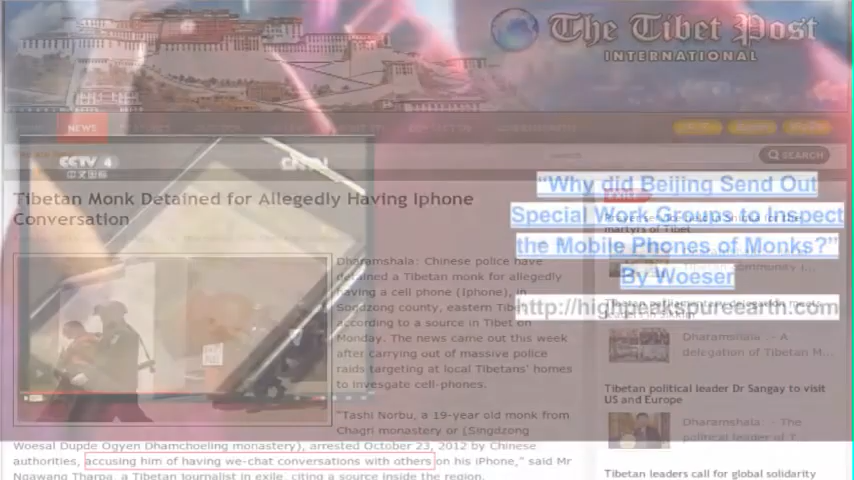 The Tibet Post
INTERNATIONAL
NEWS
SEARCH
CCTV 4
中文国际
Tibetan Monk Detained for Allegedly Having Iphone
Conversation
Dharamshala: Chinese police have
detained a Tibetan monk for allegedly
having a cell phone (Iphone), in
Sogdzong county, eastern Tibet
according to a source in Tibet on
Monday. The news came out this week
after carrying out of massive police
raids targeting at local Tibetans' homes
to invesgate cell-phones.
"Tashi Norbu, a 19-year old monk from
Chagri monastery or [Singdzong
Woesal Dupde Ogyen Dhamchoeling monastery), arrested October 23, 2012 by Chinese
authorities, accusing him of having we-chat conversations with others on his iPhone," said Mr
Ngawang Tharpa, a Tibetan journalist in exile, citing a source inside the region.
"Why did Beijing Send Out
Special Work Groups to Inspect
the Mobile Phones of Monks?"
By Woeser
http://highpeakspureearth.com
martyrs of Tibet
Dharamshala - A
delegation of Tibetan M...
Tibetan political leader Dr Sangay to visit
US and Europe
Dharamshala - The
political leader of T
Tibetan leaders call for global solidarity